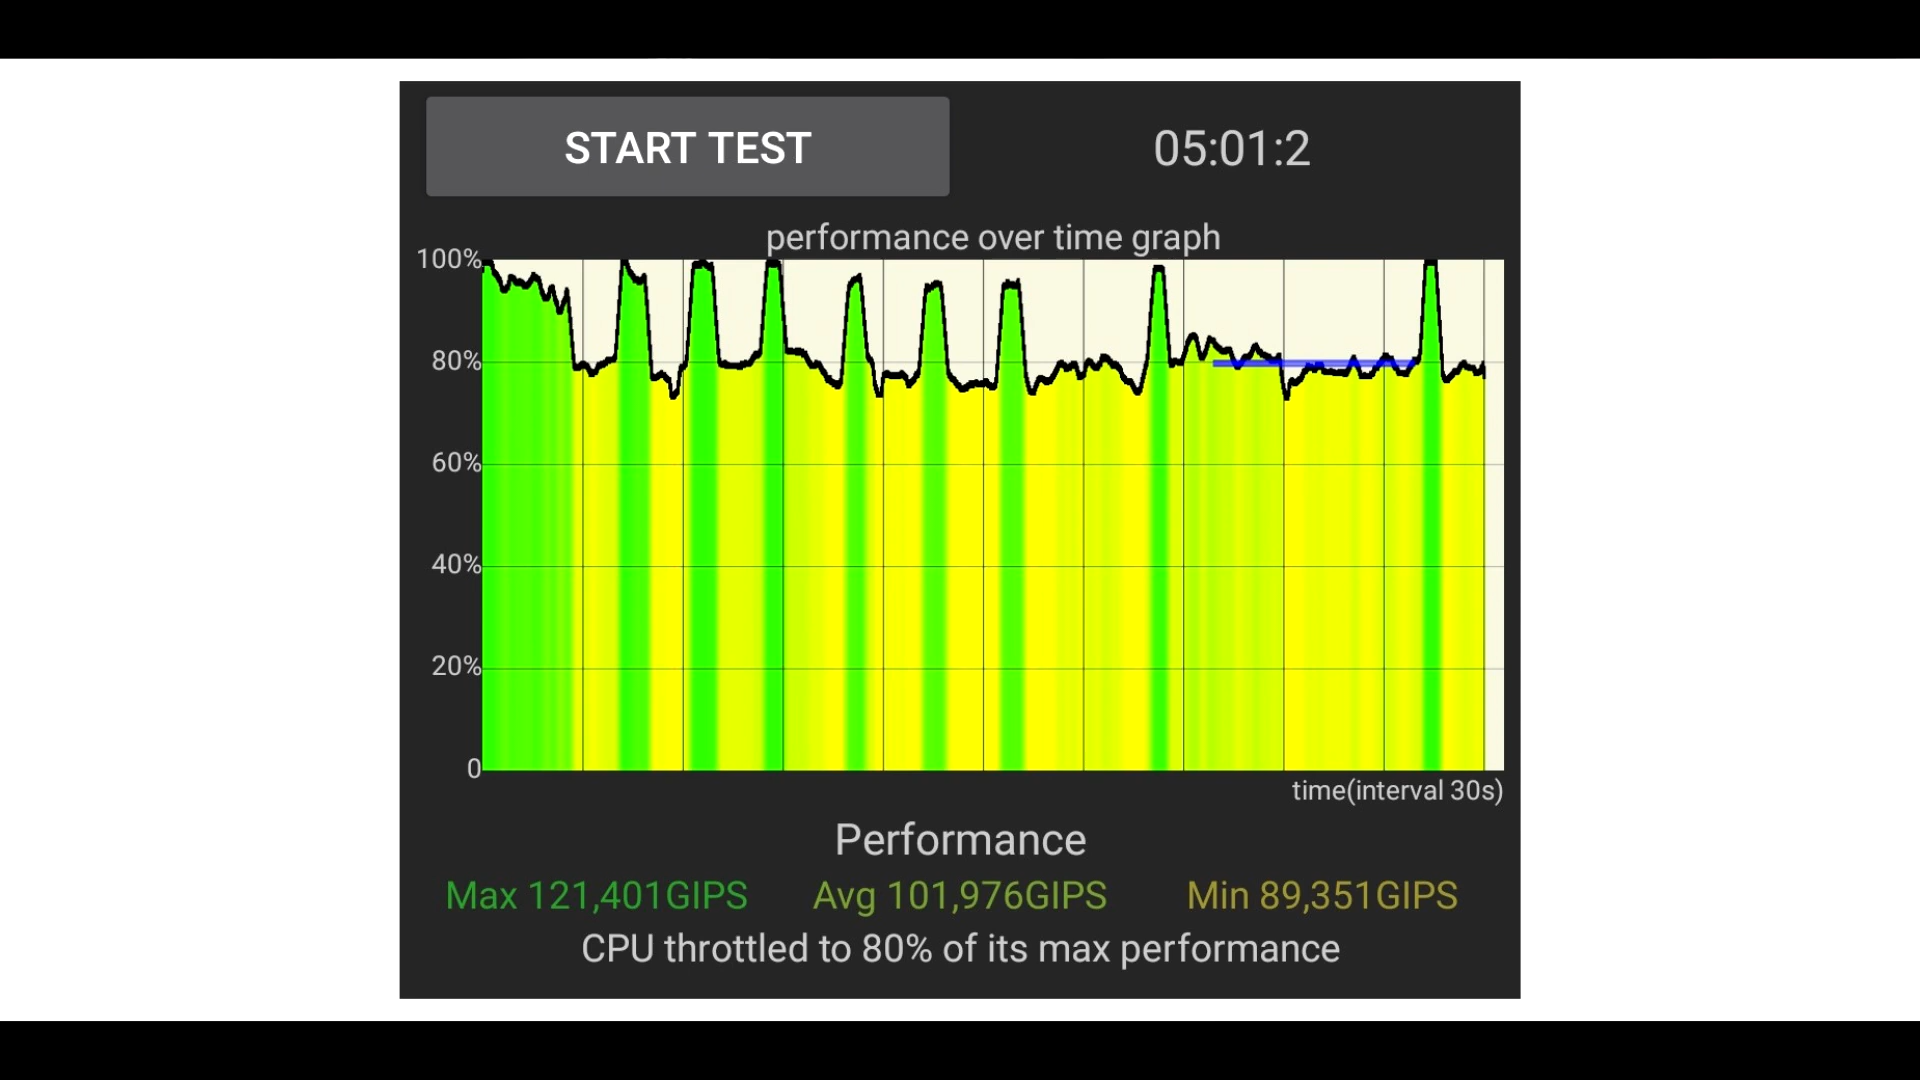 START TEST
05:01:2
performance over time graph
100%
80%
60%
40%
20%
0
time(interval 30s)
Performance
Max 121,401GIPS Avg 101,976GIPS Min 89,351GIPS
CPU throttled to 80% of its max performance